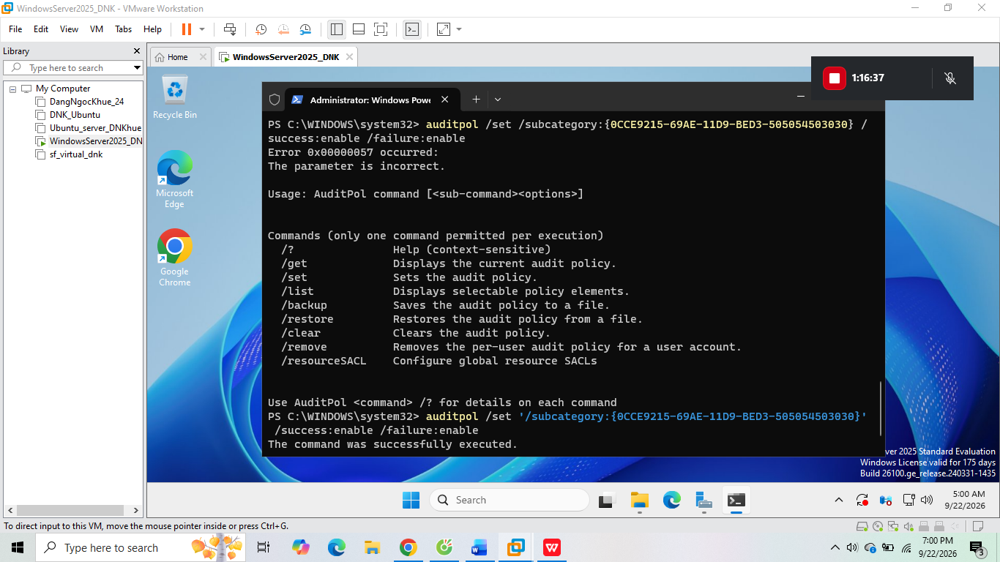 WindowsServer2025_DNK - VMware Workstation
File Edit View VM Tabs Help
Library
Type here to search
My Computer
DangNgocKhue_24
DNK_Ubuntu
Ubuntu_server_DNKhue
WindowsServer2025_DN
sf_virtual_dnk
Home
WindowsServer2025_DNK
1:16:37
Recycle Bin
Microsoft
Edge
Google
Chrome
Administrator: Windows Powe
PS C:\WINDOWS\system32> auditpol /set /subcategory:{0CCE9215-69AE-11D9-BED3-505054503030} /
success:enable /failure:enable
Error 0x00000057 occurred:
The parameter is incorrect.
Usage: AuditPol command [<sub-command><options>]
Commands (only one command permitted per execution)
/? Help (context-sensitive)
/get Displays the current audit policy.
/set Sets the audit policy.
/list Displays selectable policy elements.
/backup Saves the audit policy to a file.
/restore Restores the audit policy from a file.
/clear Clears the audit policy.
/remove Removes the per-user audit policy for a user account.
/resourceSACL Configure global resource SACLs
Use AuditPol <command> /? for details on each command
PS C:\WINDOWS\system32> auditpol /set '/subcategory:{0CCE9215-69AE-11D9-BED3-505054503030}'
/success:enable /failure:enable
The command was successfully executed.
ver 2025 Standard Evaluation
Windows License valid for 175 days
Build 26100.ge_release.240331-1435
Search
5:00 AM
9/22/2026
To direct input to this VM, move the mouse pointer inside or press Ctrl+G.
Type here to search
7:00 PM
9/22/2026
3